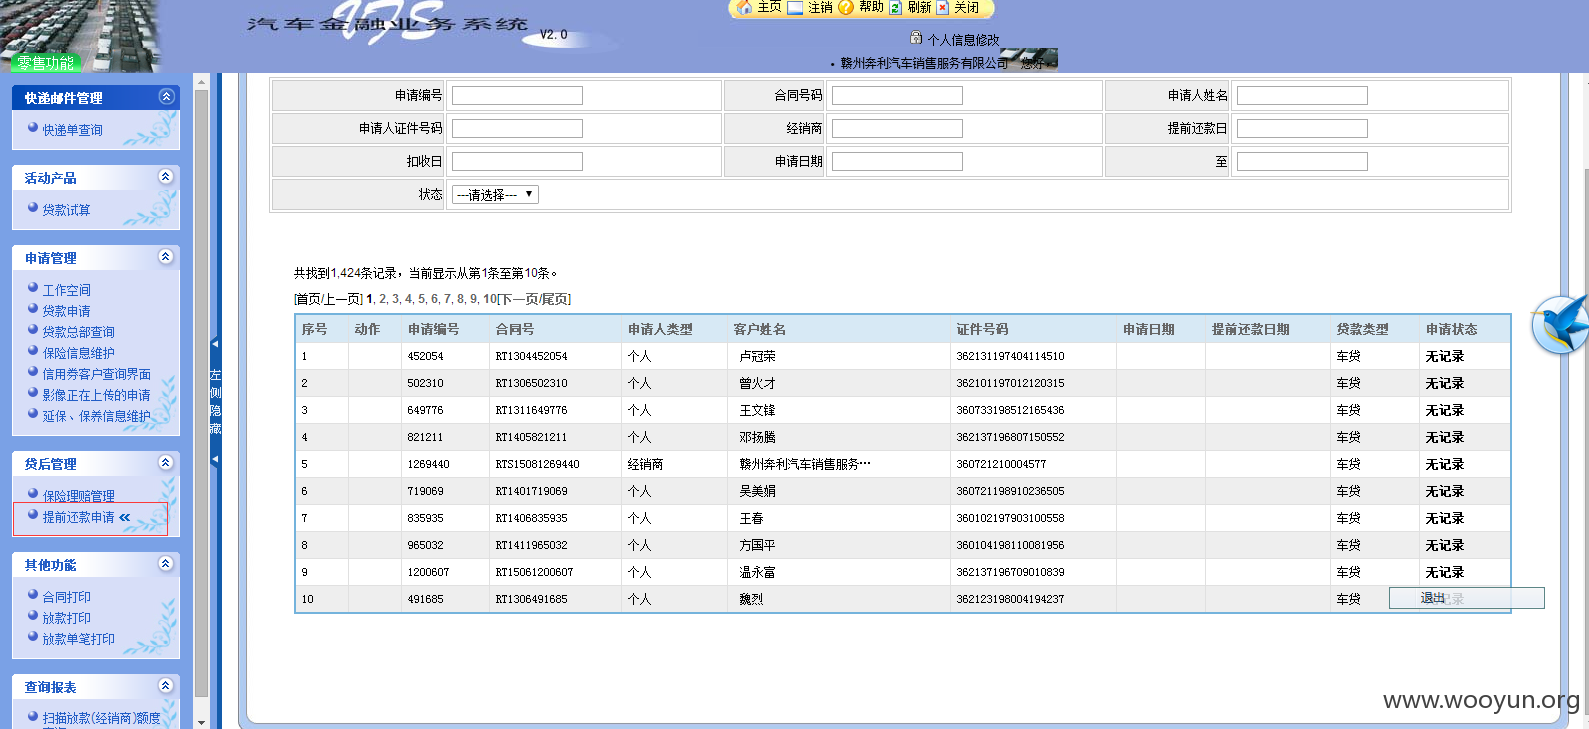 主页 注销 帮助 刷新 关闭
汽车金融业务系统
IFS
V2.0
个人信息修改
零售功能
• 赣州奔利汽车销售服务有限公司 您好
快递邮件管理
快递单查询
活动产品
贷款试算
申请管理
工作空间
贷款申请
贷款总部查询
保险信息维护
信用券客户查询界面
影像正在上传的申请
延保、保养信息维护
贷后管理
保险理赔管理
提前还款申请 «
其他功能
合同打印
放款打印
放款单笔打印
查询报表
扫描放款(经销商)额度
左侧隐藏
申请编号 合同号码 申请人姓名
申请人证件号码 经销商 提前还款日
扣收日 申请日期 至
状态 ---请选择---
共找到1,424条记录，当前显示从第1条至第10条。
[首页/上一页] 1, 2, 3, 4, 5, 6, 7, 8, 9, 10[下一页/尾页]
序号 动作 申请编号 合同号 申请人类型 客户姓名 证件号码 申请日期 提前还款日期 贷款类型 申请状态
1 452054 RT1304452054 个人 卢冠荣 362131197404114510 车贷 无记录
2 502310 RT1306502310 个人 曾火才 362101197012120315 车贷 无记录
3 649776 RT1311649776 个人 王文锋 360733198512165436 车贷 无记录
4 821211 RT1405821211 个人 邓扬腾 362137196807150552 车贷 无记录
5 1269440 RTS15081269440 经销商 赣州奔利汽车销售服务… 360721210004577 车贷 无记录
6 719069 RT1401719069 个人 吴美娟 360721198910236505 车贷 无记录
7 835935 RT1406835935 个人 王春 360102197903100558 车贷 无记录
8 965032 RT1411965032 个人 方国平 360104198110081956 车贷 无记录
9 1200607 RT15061200607 个人 温永富 362137196709010839 车贷 无记录
10 491685 RT1306491685 个人 魏烈 362123198004194237 车贷 无记录
退出
www.wooyun.org